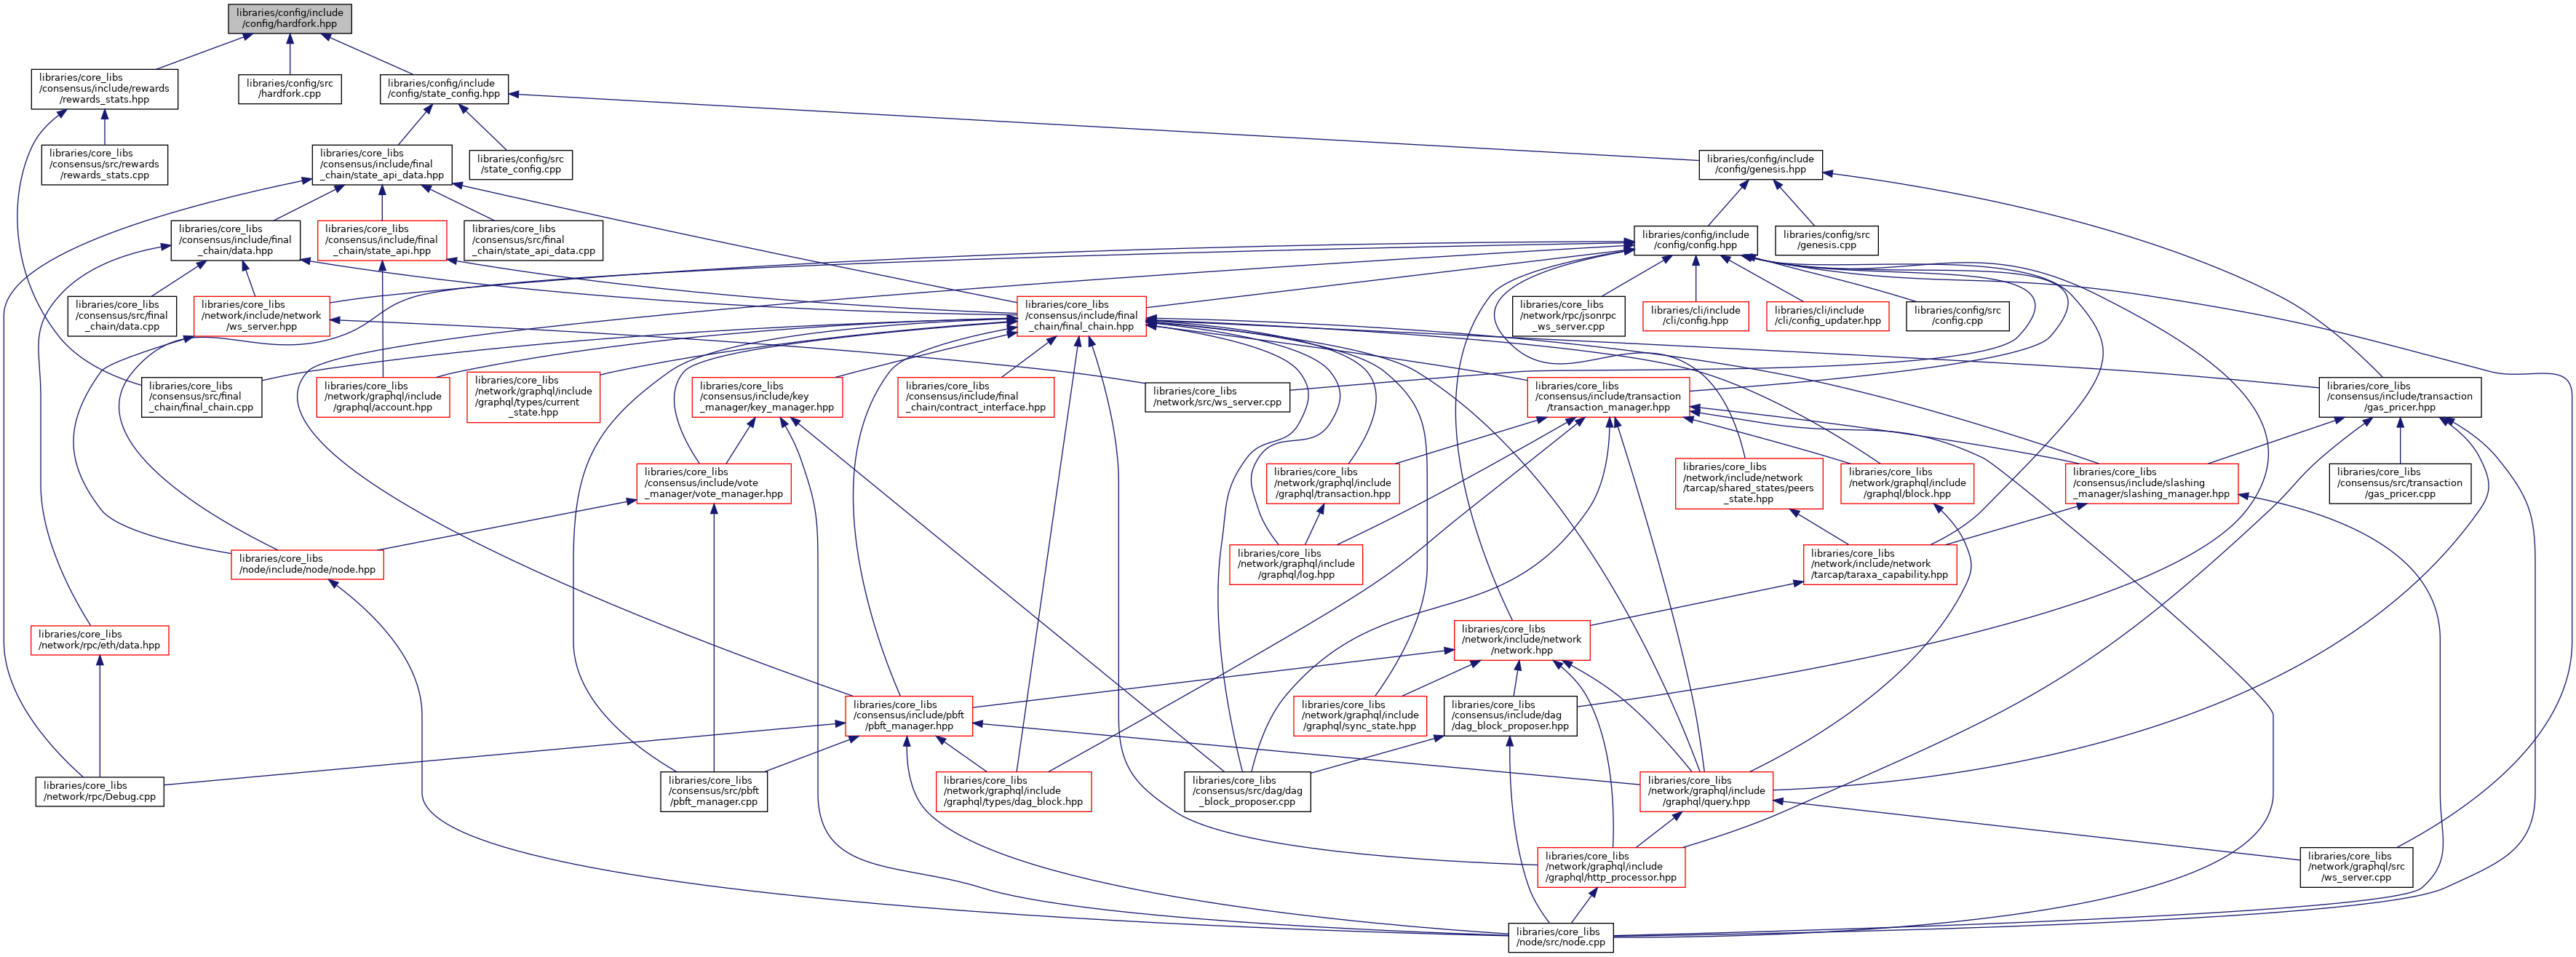 libraries/config/include
/config/hardfork.hpp
libraries/core_libs
/consensus/include/rewards
/rewards_stats.hpp
libraries/config/src
/hardfork.cpp
libraries/config/include
/config/state_config.hpp
libraries/core_libs
/consensus/src/rewards
/rewards_stats.cpp
libraries/core_libs
/consensus/include/final
_chain/state_api_data.hpp
libraries/config/src
/state_config.cpp
libraries/config/include
/config/genesis.hpp
libraries/core_libs
/consensus/include/final
_chain/data.hpp
libraries/core_libs
/consensus/include/final
_chain/state_api.hpp
libraries/core_libs
/consensus/src/final
_chain/state_api_data.cpp
libraries/config/include
/config/config.hpp
libraries/config/src
/genesis.cpp
libraries/core_libs
/consensus/src/final
_chain/data.cpp
libraries/core_libs
/network/include/network
/ws_server.hpp
libraries/core_libs
/consensus/include/final
_chain/final_chain.hpp
libraries/core_libs
/network/rpc/jsonrpc
_ws_server.cpp
libraries/cli/include
/cli/config.hpp
libraries/cli/include
/cli/config_updater.hpp
libraries/config/src
/config.cpp
libraries/core_libs
/consensus/src/final
_chain/final_chain.cpp
libraries/core_libs
/network/graphql/include
/graphql/account.hpp
libraries/core_libs
/network/graphql/include
/graphql/types/current
_state.hpp
libraries/core_libs
/consensus/include/key
_manager/key_manager.hpp
libraries/core_libs
/consensus/include/final
_chain/contract_interface.hpp
libraries/core_libs
/network/src/ws_server.cpp
libraries/core_libs
/consensus/include/transaction
/transaction_manager.hpp
libraries/core_libs
/consensus/include/transaction
/gas_pricer.hpp
libraries/core_libs
/consensus/include/vote
_manager/vote_manager.hpp
libraries/core_libs
/network/graphql/include
/graphql/transaction.hpp
libraries/core_libs
/network/include/network
/tarcap/shared_states/peers
_state.hpp
libraries/core_libs
/network/graphql/include
/graphql/block.hpp
libraries/core_libs
/consensus/include/slashing
_manager/slashing_manager.hpp
libraries/core_libs
/consensus/src/transaction
/gas_pricer.cpp
libraries/core_libs
/node/include/node/node.hpp
libraries/core_libs
/network/graphql/include
/graphql/log.hpp
libraries/core_libs
/network/include/network
/tarcap/taraxa_capability.hpp
libraries/core_libs
/network/rpc/eth/data.hpp
libraries/core_libs
/network/include/network
/network.hpp
libraries/core_libs
/consensus/include/pbft
/pbft_manager.hpp
libraries/core_libs
/network/graphql/include
/graphql/sync_state.hpp
libraries/core_libs
/consensus/include/dag
/dag_block_proposer.hpp
libraries/core_libs
/network/rpc/Debug.cpp
libraries/core_libs
/consensus/src/pbft
/pbft_manager.cpp
libraries/core_libs
/network/graphql/include
/graphql/types/dag_block.hpp
libraries/core_libs
/consensus/src/dag/dag
_block_proposer.cpp
libraries/core_libs
/network/graphql/include
/graphql/query.hpp
libraries/core_libs
/network/graphql/include
/graphql/http_processor.hpp
libraries/core_libs
/network/graphql/src
/ws_server.cpp
libraries/core_libs
/node/src/node.cpp